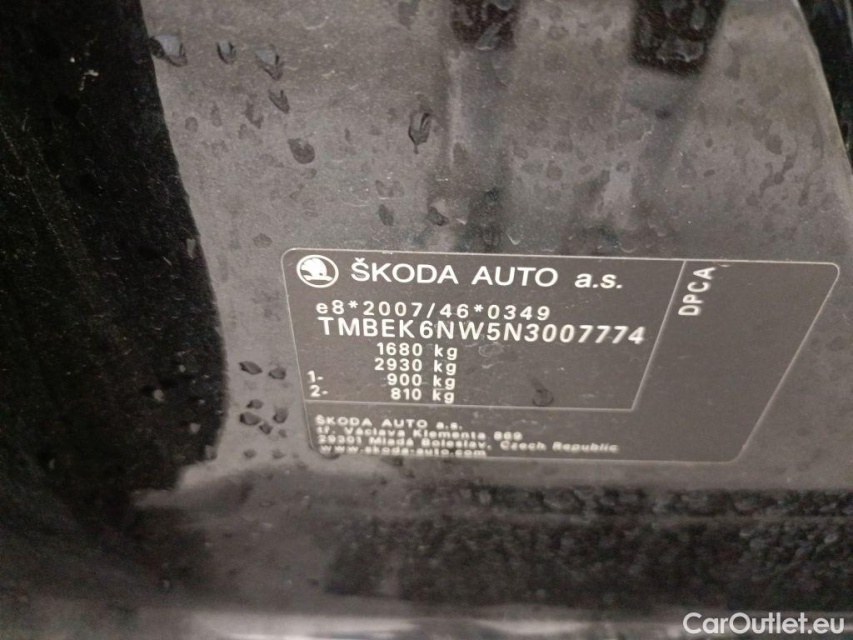 ŠKODA AUTO a.s.
DPCA
e8*2007/46*0349
TMBEK6NW5N3007774
1680 kg
2930 kg
1- 900 kg
2- 810 kg
ŠKODA AUTO a.s.
tř. Václava Klementa 869
29301 Mladá Boleslav, Czech Republic
www.skoda-auto.com
CarOutlet.eu